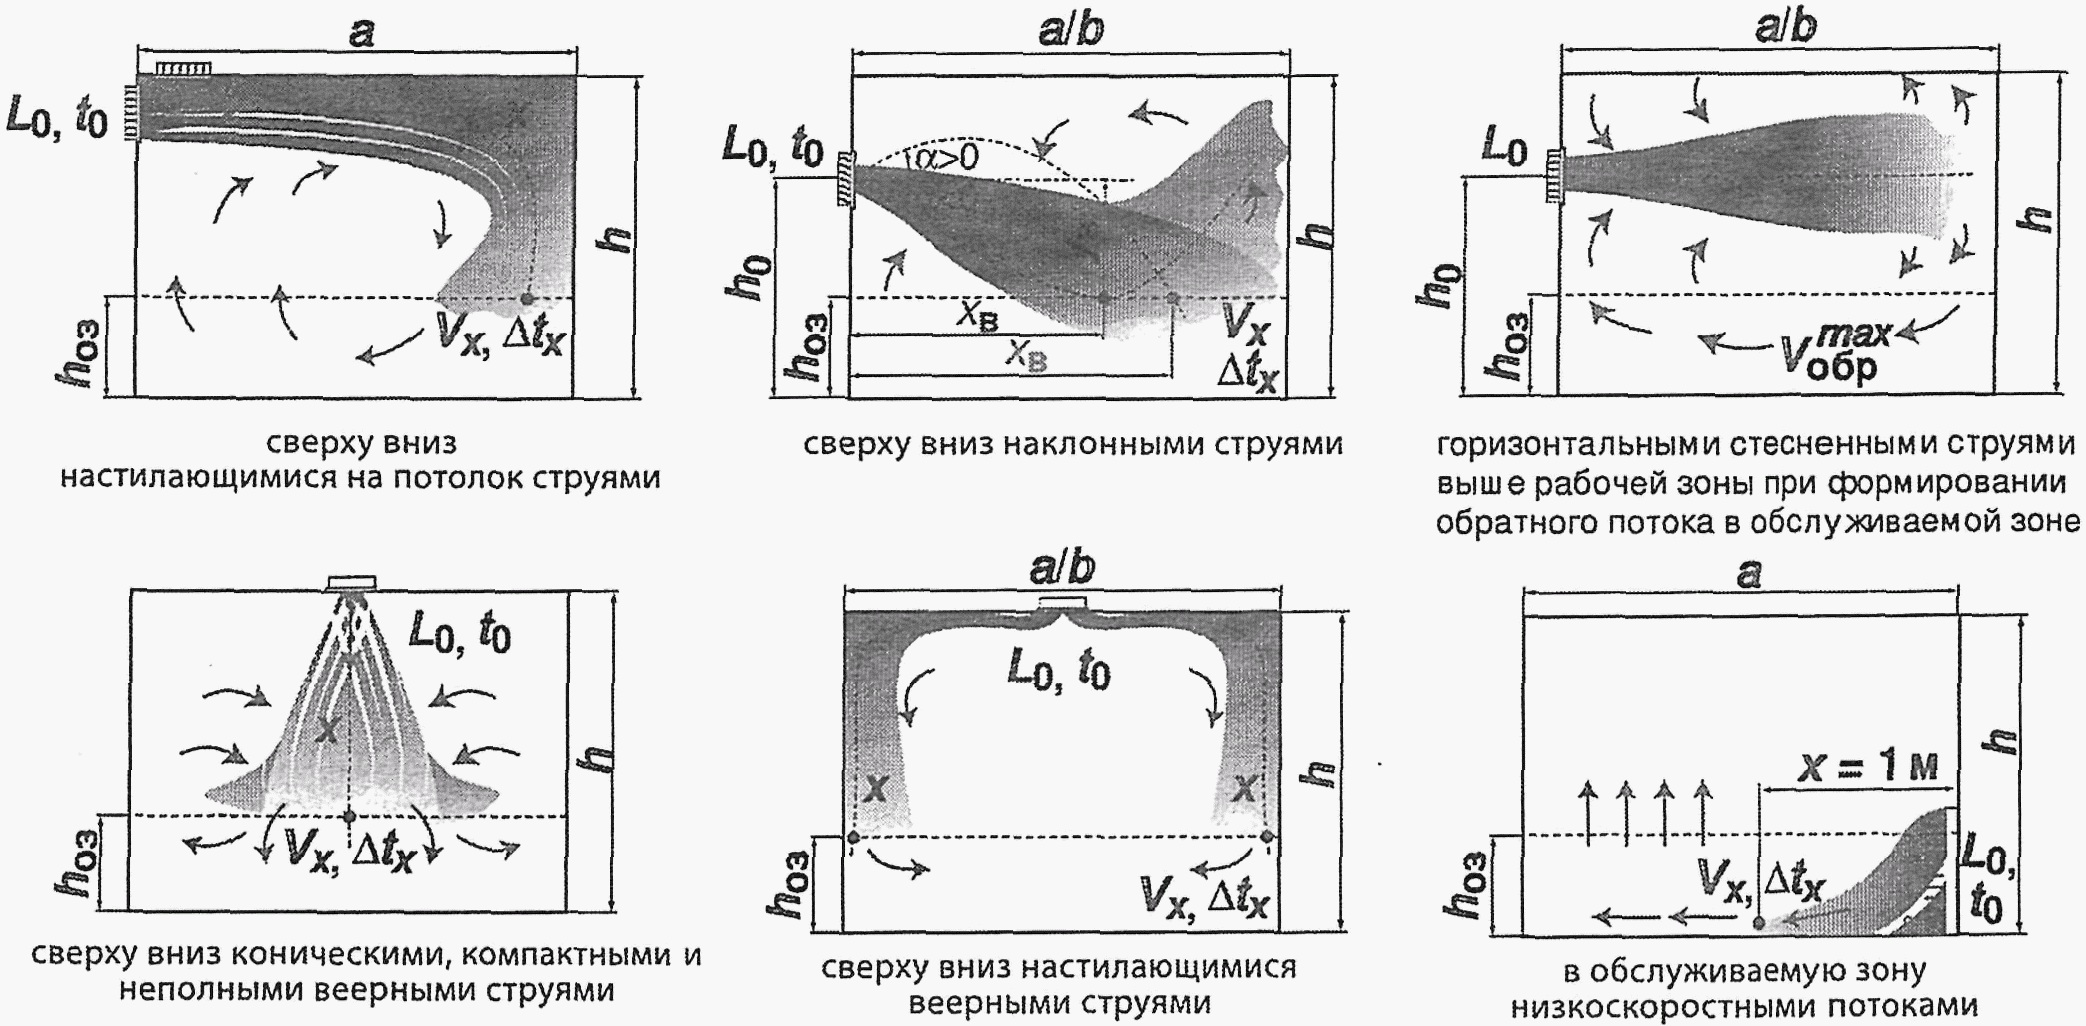 a
L0, t0
h
hоз
Vx, Δtx
сверху вниз
настилающимися на потолок струями
a/b
L0, t0
α>0
h0
h
hоз
xв
xв
Vx
Δtx
сверху вниз наклонными струями
a/b
L0
h0
h
hоз
Vобр max
горизонтальными стесненными струями
выше рабочей зоны при формировании
обратного потока в обслуживаемой зоне
L0, t0
x
h
hоз
Vx, Δtx
сверху вниз коническими, компактными и
неполными веерными струями
a/b
L0, t0
x
x
h
hоз
Vx, Δtx
сверху вниз настилающимися
веерными струями
a
h
x = 1 м
hоз
Vx, Δtx
L0,
t0
в обслуживаемую зону
низкоскоростными потоками